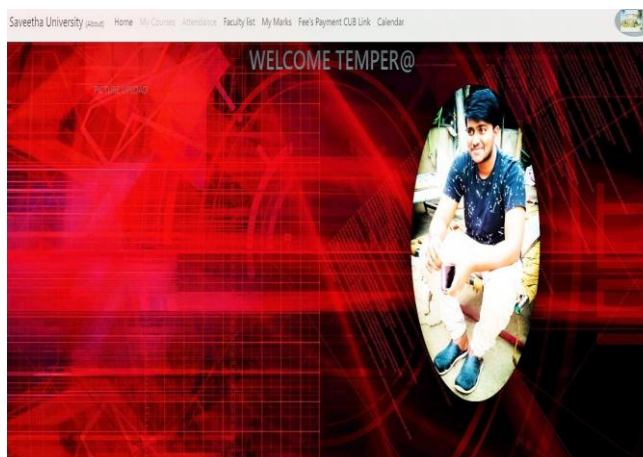 Saveetha University (About) Home My Courses Attendance Faculty list My Marks Fee's Payment CUB Link Calendar
WELCOME TEMPER@
PICTURE UPLOAD